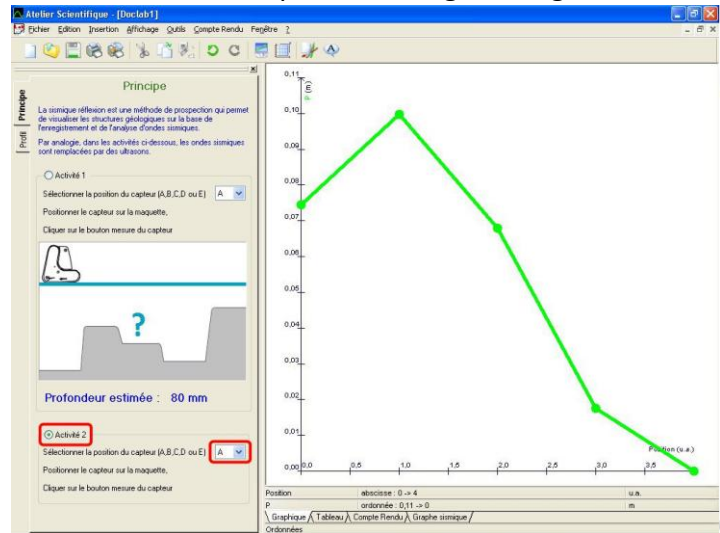 Atelier Scientifique - [Doclab1]
Fichier Edition Insertion Affichage Outils Compte Rendu Fenêtre ?
Principe
Profil
Principe
La sismique réflexion est une méthode de prospection qui permet
de visualiser les structures géologiques sur la base de
l'enregistrement et de l'analyse d'ondes sismiques.
Par analogie, dans les activités ci-dessous, les ondes sismiques
sont remplacées par des ultrasons.
Activité 1
Sélectionner la position du capteur (A,B,C,D ou E) A
Positionner le capteur sur la maquette,
Cliquer sur le bouton mesure du capteur
?
Profondeur estimée : 80 mm
Activité 2
Sélectionner la position du capteur (A,B,C,D ou E) A
Positionner le capteur sur la maquette,
Cliquer sur le bouton mesure du capteur
0,11
P (m)
0,10
0,09
0,08
0,07
0,06
0,05
0,04
0,03
0,02
0,01
Position (u.a.)
0,00 0,0 0,5 1,0 1,5 2,0 2,5 3,0 3,5
Position abscisse : 0 -> 4 u.a.
P ordonnée : 0,11 -> 0 m
Graphique Tableau Compte Rendu Graphe sismique
Ordonnées